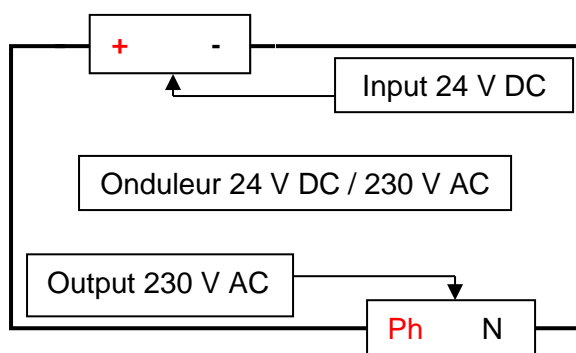 + -
Input 24 V DC
Onduleur 24 V DC / 230 V AC
Output 230 V AC
Ph N